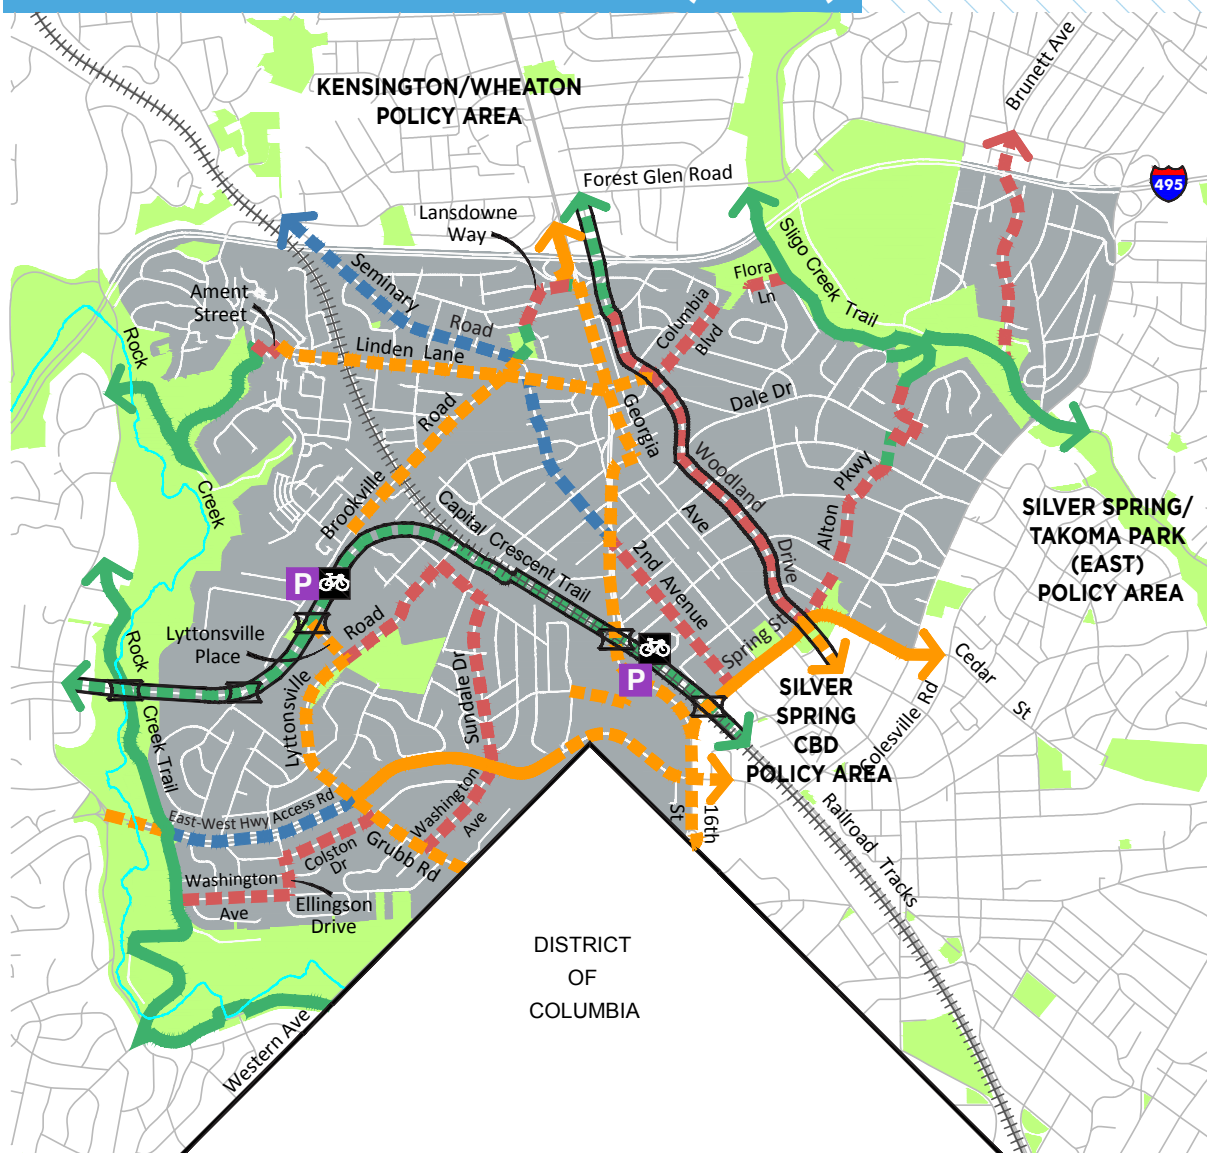 KENSINGTON/WHEATON
POLICY AREA
Brunett Ave
495
Forest Glen Road
Lansdowne
Way
Sligo Creek Trail
Flora
Ln
Seminary
Road
Columbia
Blvd
Ament
Street
Rock
Linden Lane
Dale Dr
Road
Georgia
Woodland
Pkwy
Creek
Brookville
Capital Crescent Trail
Ave
SILVER SPRING/
TAKOMA PARK
(EAST)
POLICY AREA
Alton
Drive
2nd Avenue
P
Lyttonsville
Place
Road
Spring St
Rock
Cedar
St
P
Lyttonsville
Sundale Dr
SILVER
SPRING
CBD
POLICY AREA
Colesville Rd
Creek Trail
East-West Hwy Access Rd
Washington
Ave
16th
St
Railroad Tracks
Colston
Dr
Grubb Rd
Washington
Ave
Ellingson
Drive
DISTRICT
OF
COLUMBIA
Western Ave